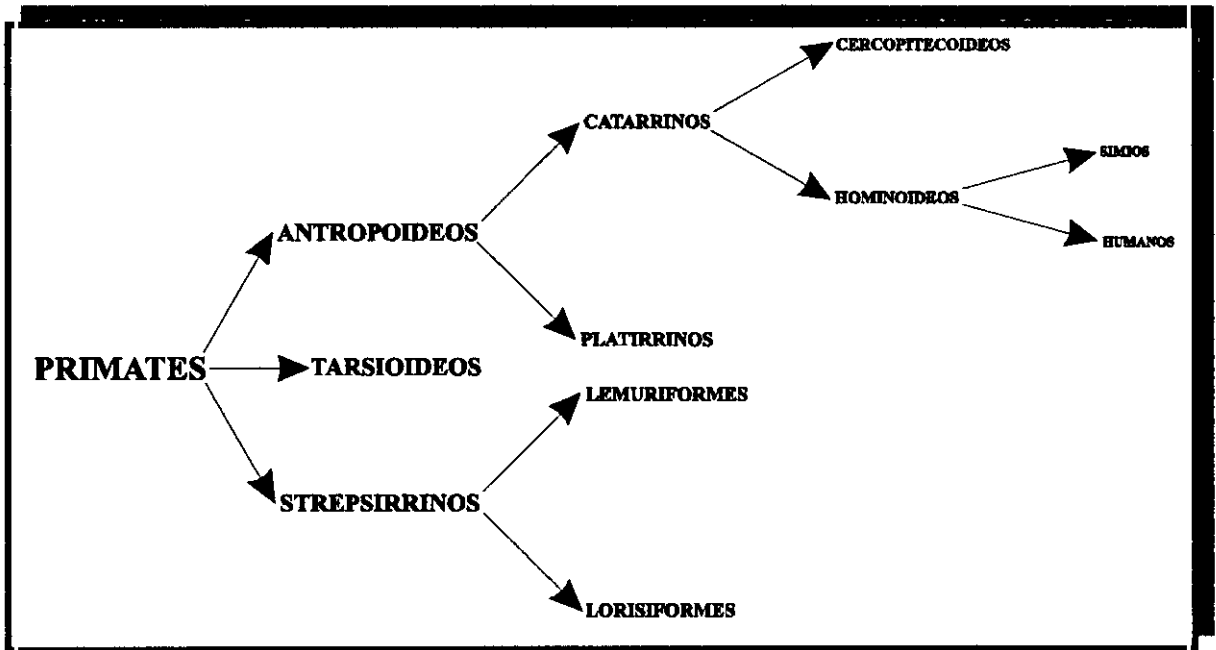 CERCOPITECOIDEOS
CATARRINOS
SIMIOS
HOMINOIDEOS
ANTROPOIDEOS
HUMANOS
PLATIRRINOS
PRIMATES
TARSIOIDEOS
LEMURIFORMES
STREPSIRRINOS
LORISIFORMES